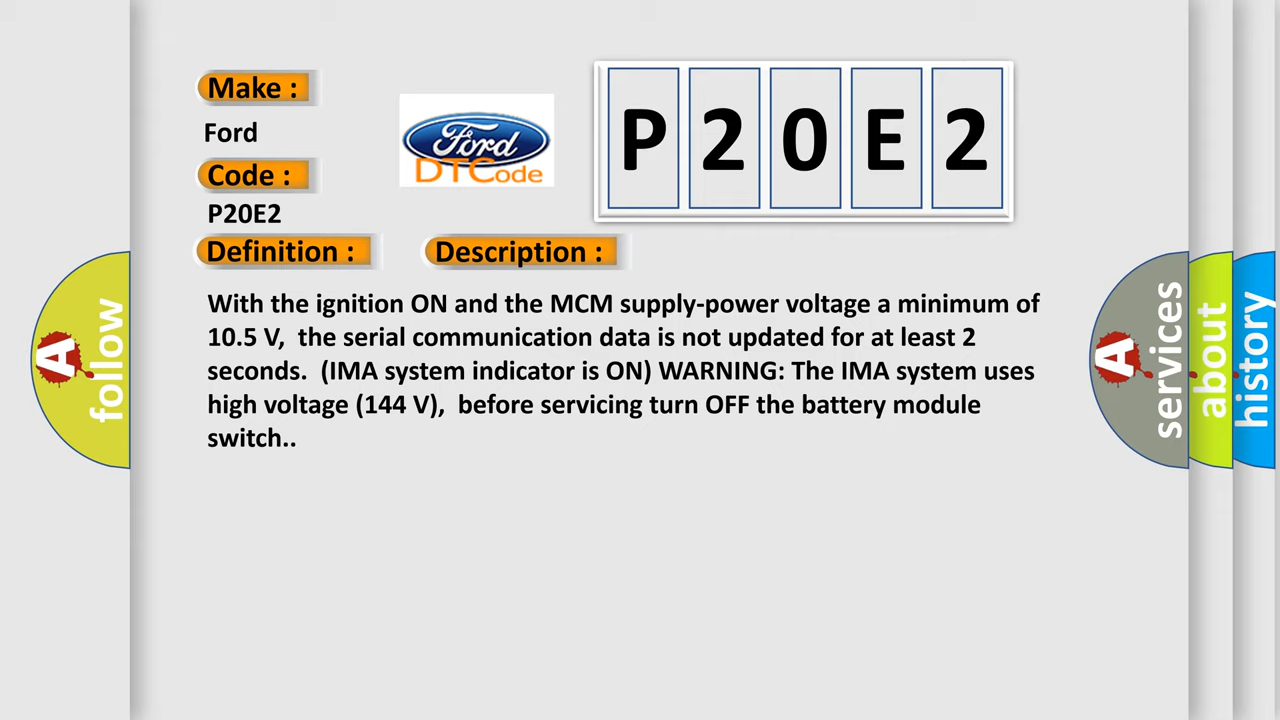 Make :
Ford
Code :
P20E2
Ford
DTCode
P20E2
Definition :
Description :
With the ignition ON and the MCM supply-power voltage a minimum of
10.5 V,  the serial communication data is not updated for at least 2
seconds.  (IMA system indicator is ON) WARNING: The IMA system uses
high voltage (144 V),  before servicing turn OFF the battery module
switch..
A
follow
A
services
about
history